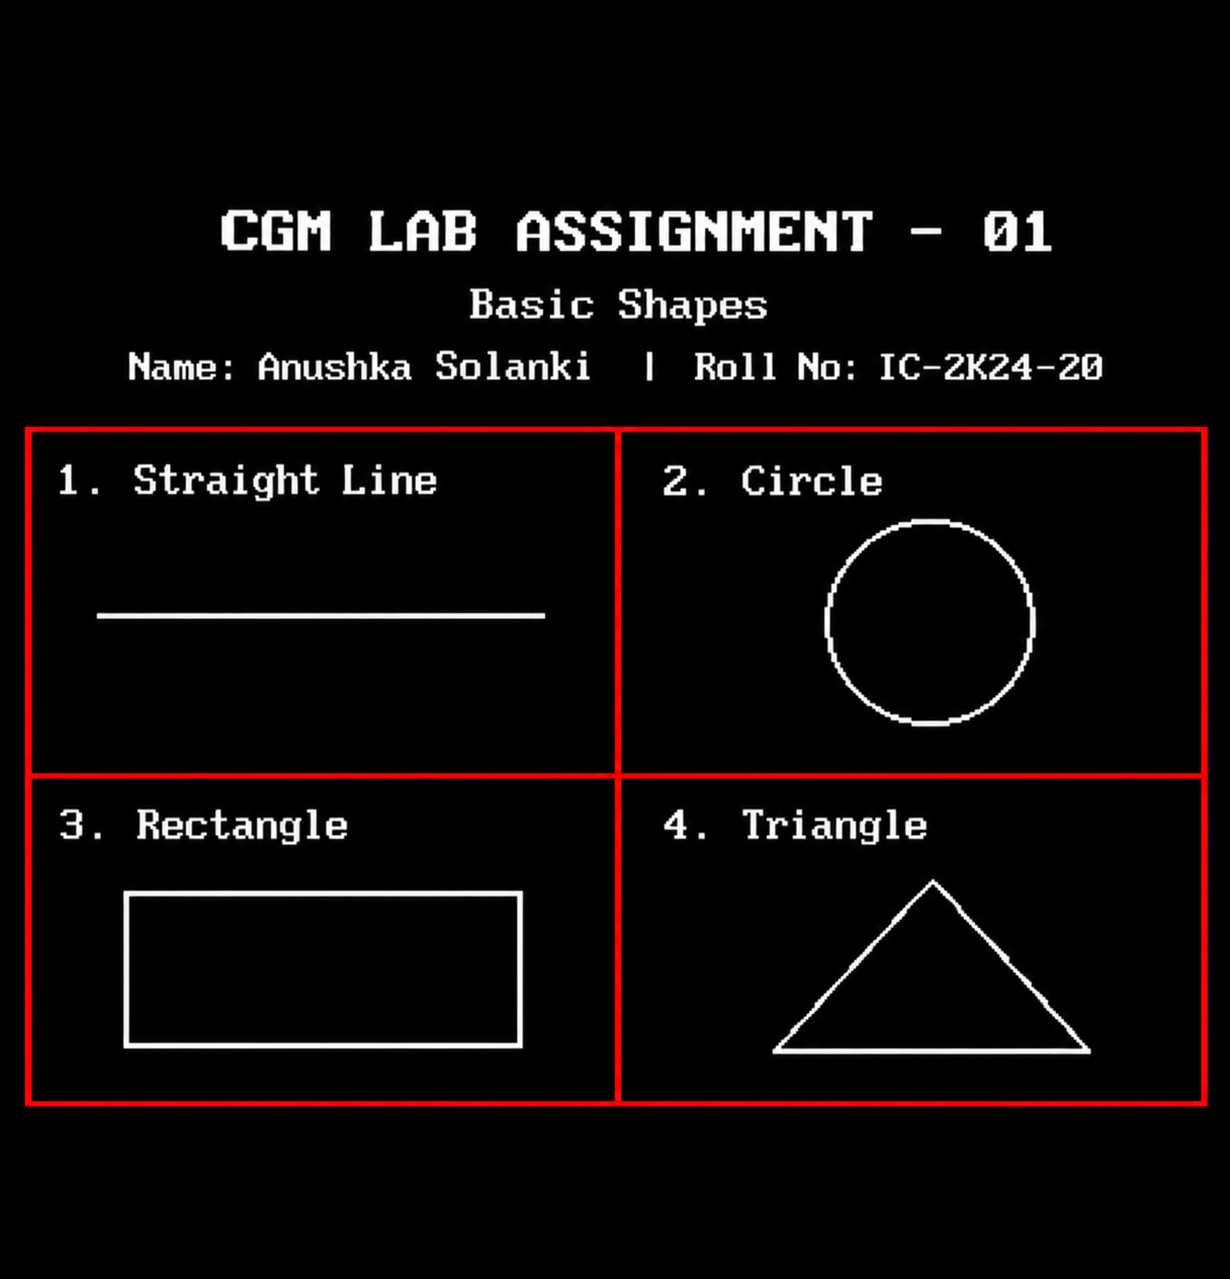 CGM LAB ASSIGNMENT - 01
Basic Shapes
Name: Anushka Solanki | Roll No: IC-2K24-20
1. Straight Line
2. Circle
3. Rectangle
4. Triangle